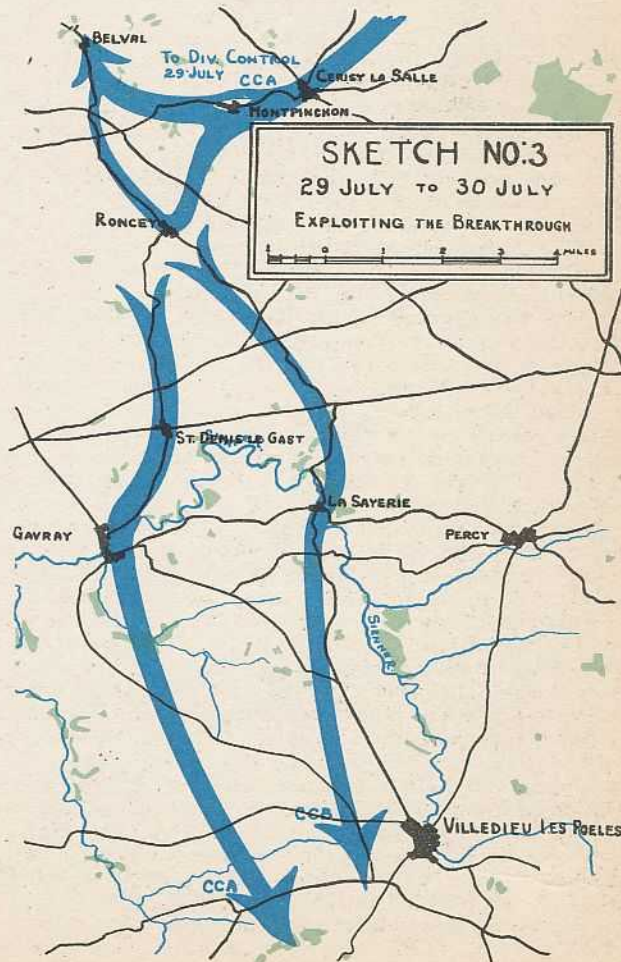 BELVAL
TO DIV. CONTROL
29 JULY CCA
CERISY LA SALLE
MONTPINCHON
SKETCH NO:3
29 JULY TO 30 JULY
EXPLOITING THE BREAKTHROUGH
1 0 1 2 3 4 MILES
RONCEY
ST. DENIS LE GAST
LA SAYERIE
GAVRAY
PERCY
SIENNE R.
CCB
VILLEDIEU LES POELES
CCA